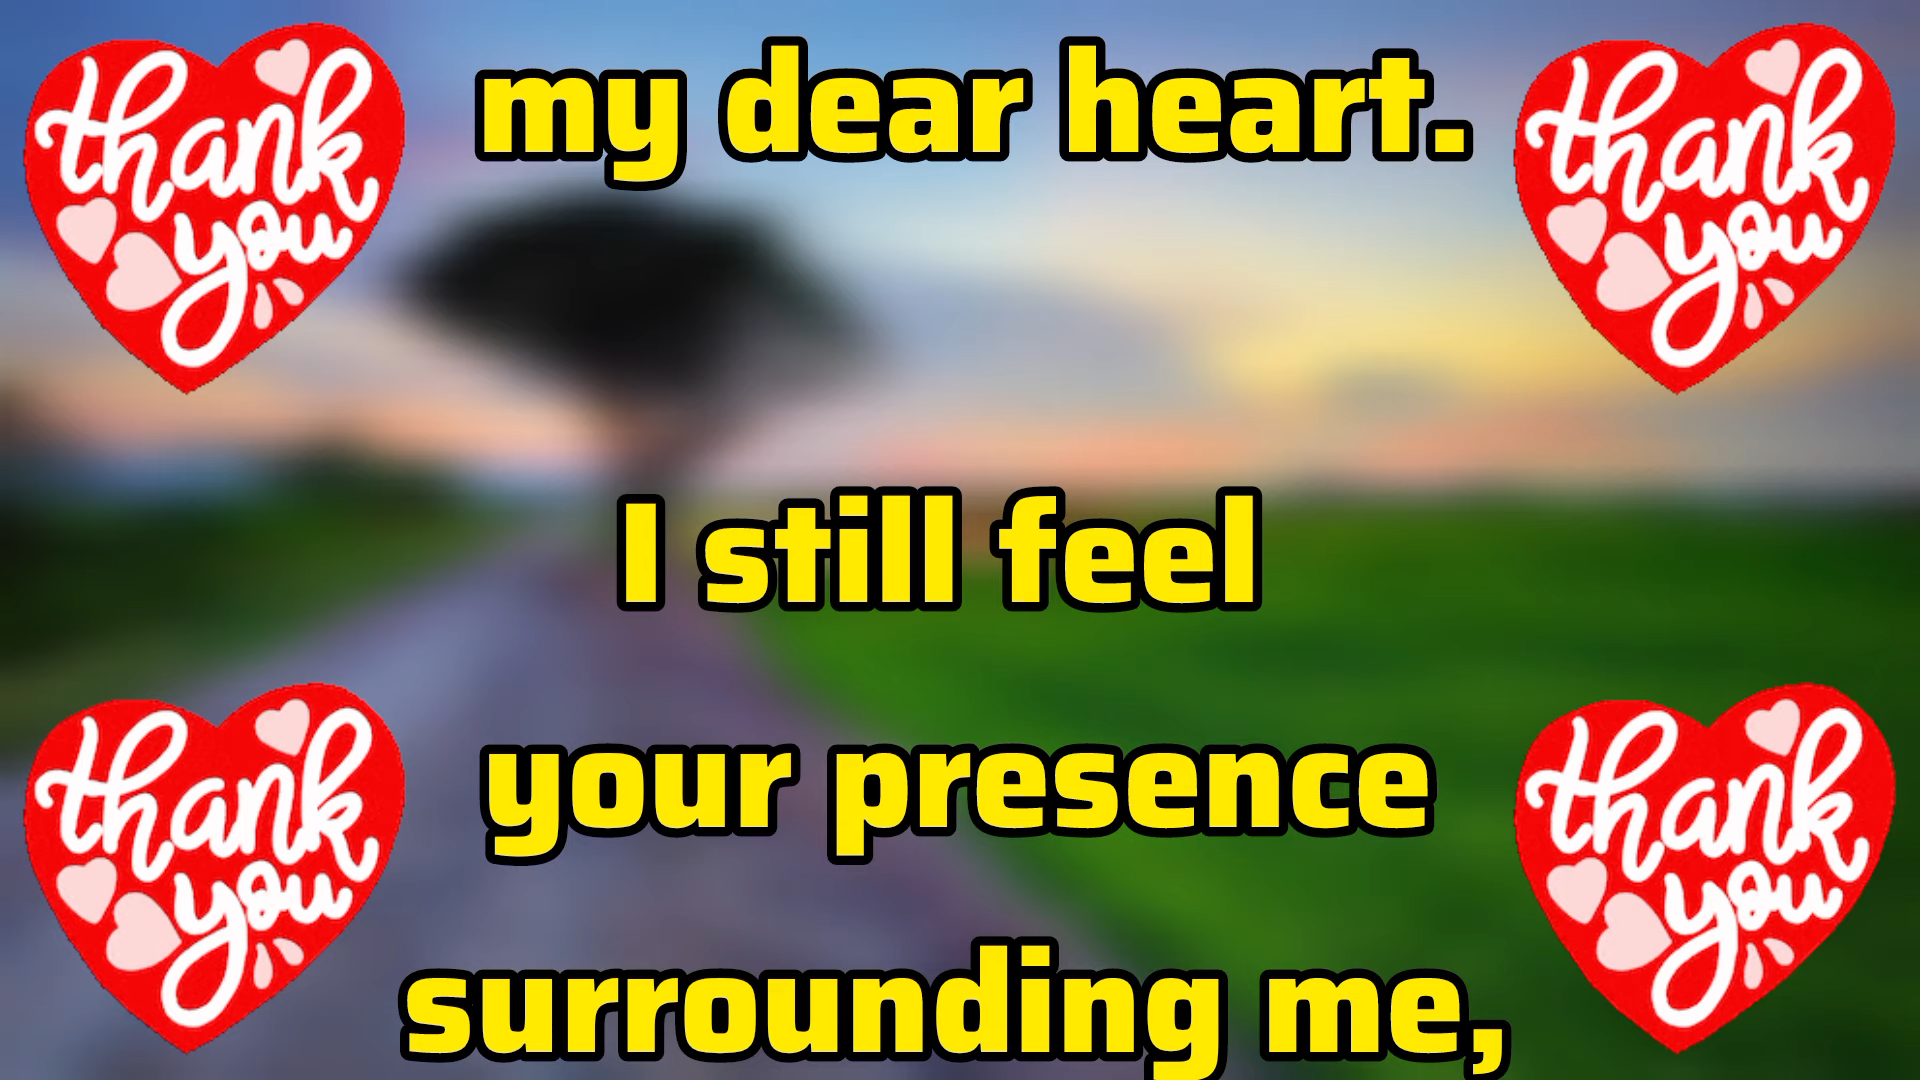 thank
you
my dear heart.
thank
you
I still feel
your presence
surrounding me,
thank
you
thank
you